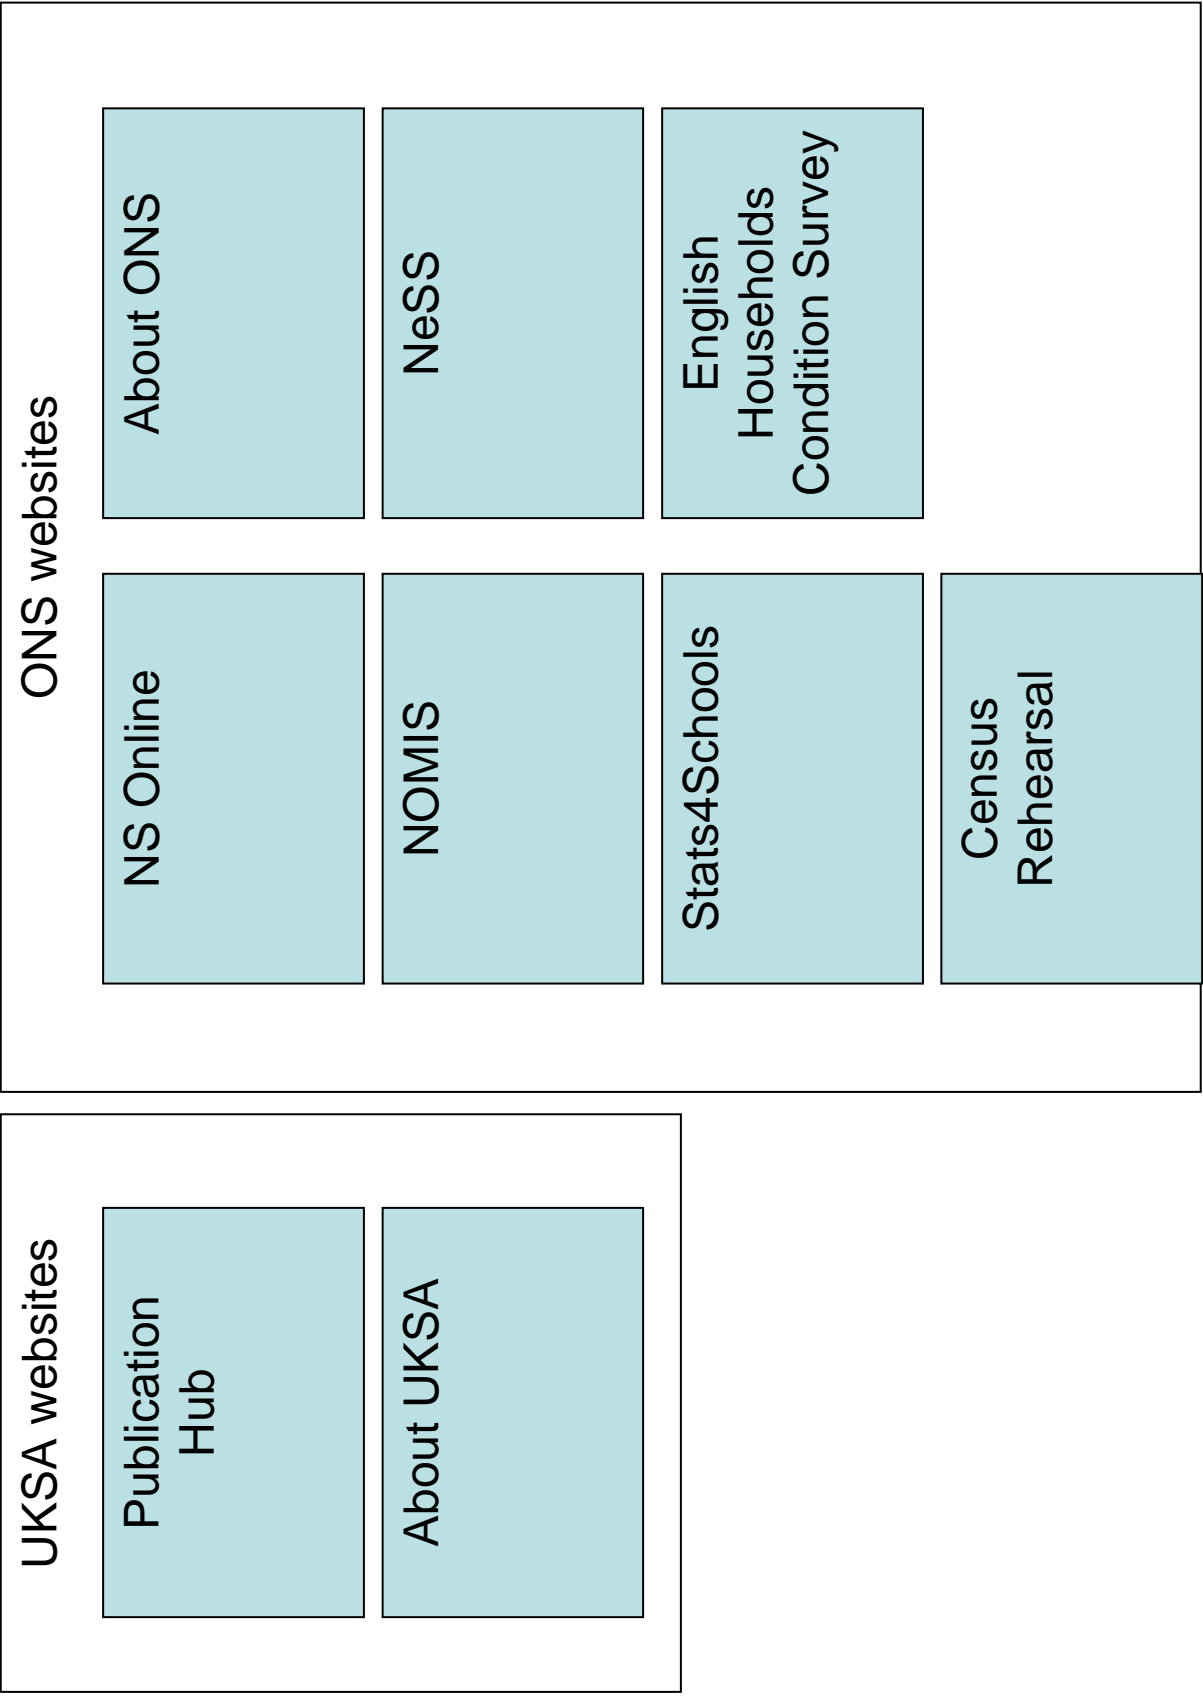 UKSA websites
Publication
Hub
About UKSA
ONS websites
NS Online
About ONS
NOMIS
NeSS
Stats4Schools
English
Households
Condition Survey
Census
Rehearsal